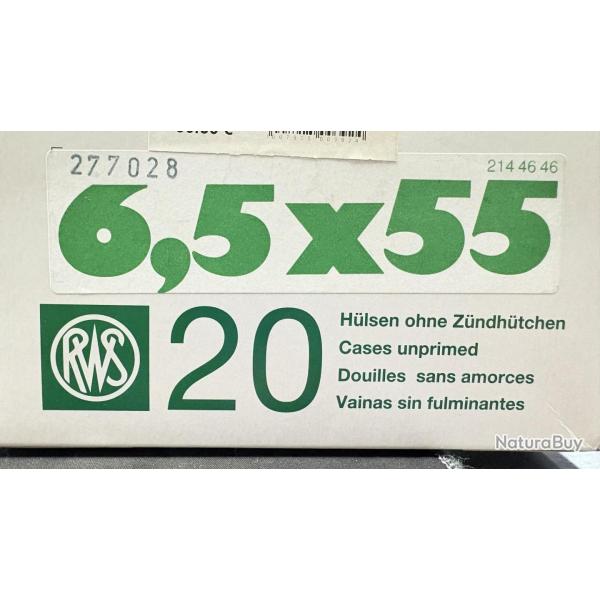 277028
214 46 46
6,5x55
RWS
20
Hülsen ohne Zündhütchen
Cases unprimed
Douilles sans amorces
Vainas sin fulminantes
NaturaBuy